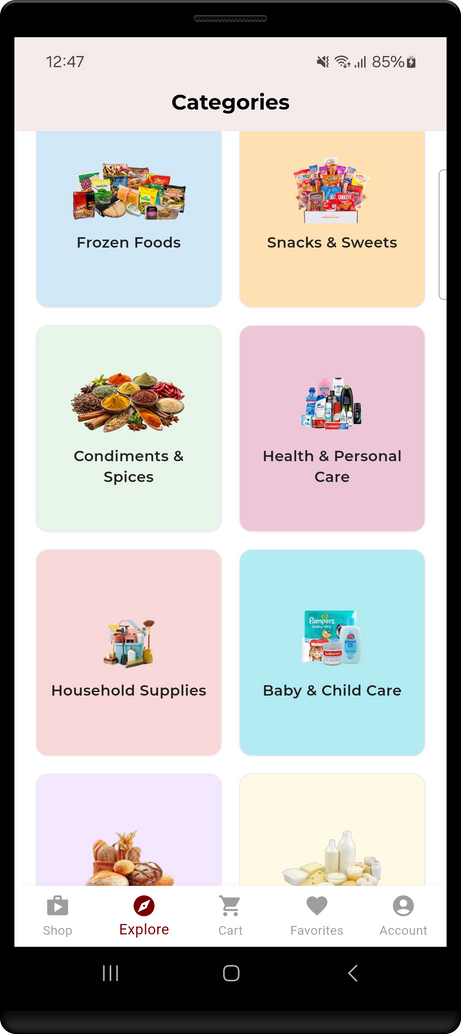 12:47
85%
Categories
Frozen Foods
Snacks & Sweets
Condiments &
Spices
Health & Personal
Care
Household Supplies
Pampers
Baby & Child Care
Shop
Explore
Cart
Favorites
Account